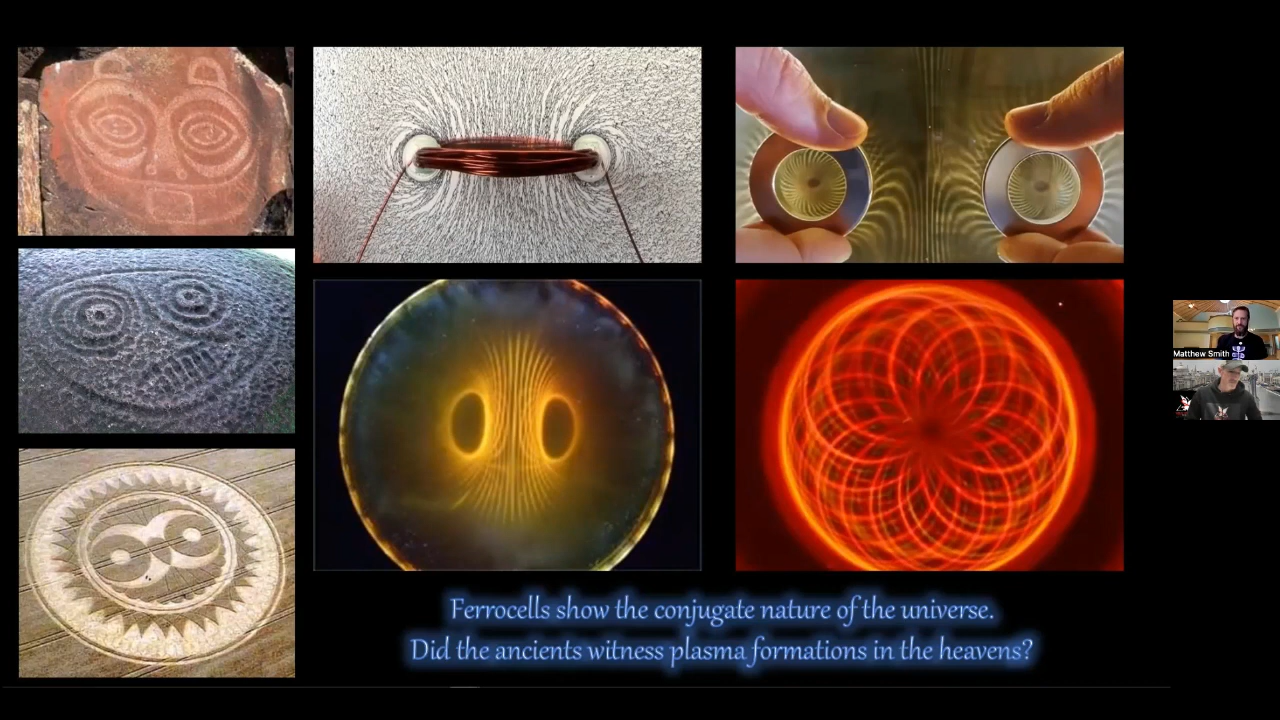 Matthew Smith
Ferrocells show the conjugate nature of the universe.
Did the ancients witness plasma formations in the heavens?